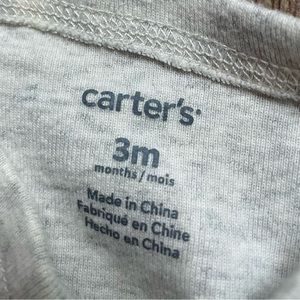 carter's
3m
months/mois
Made in China
Fabriqué en Chine
Hecho en China